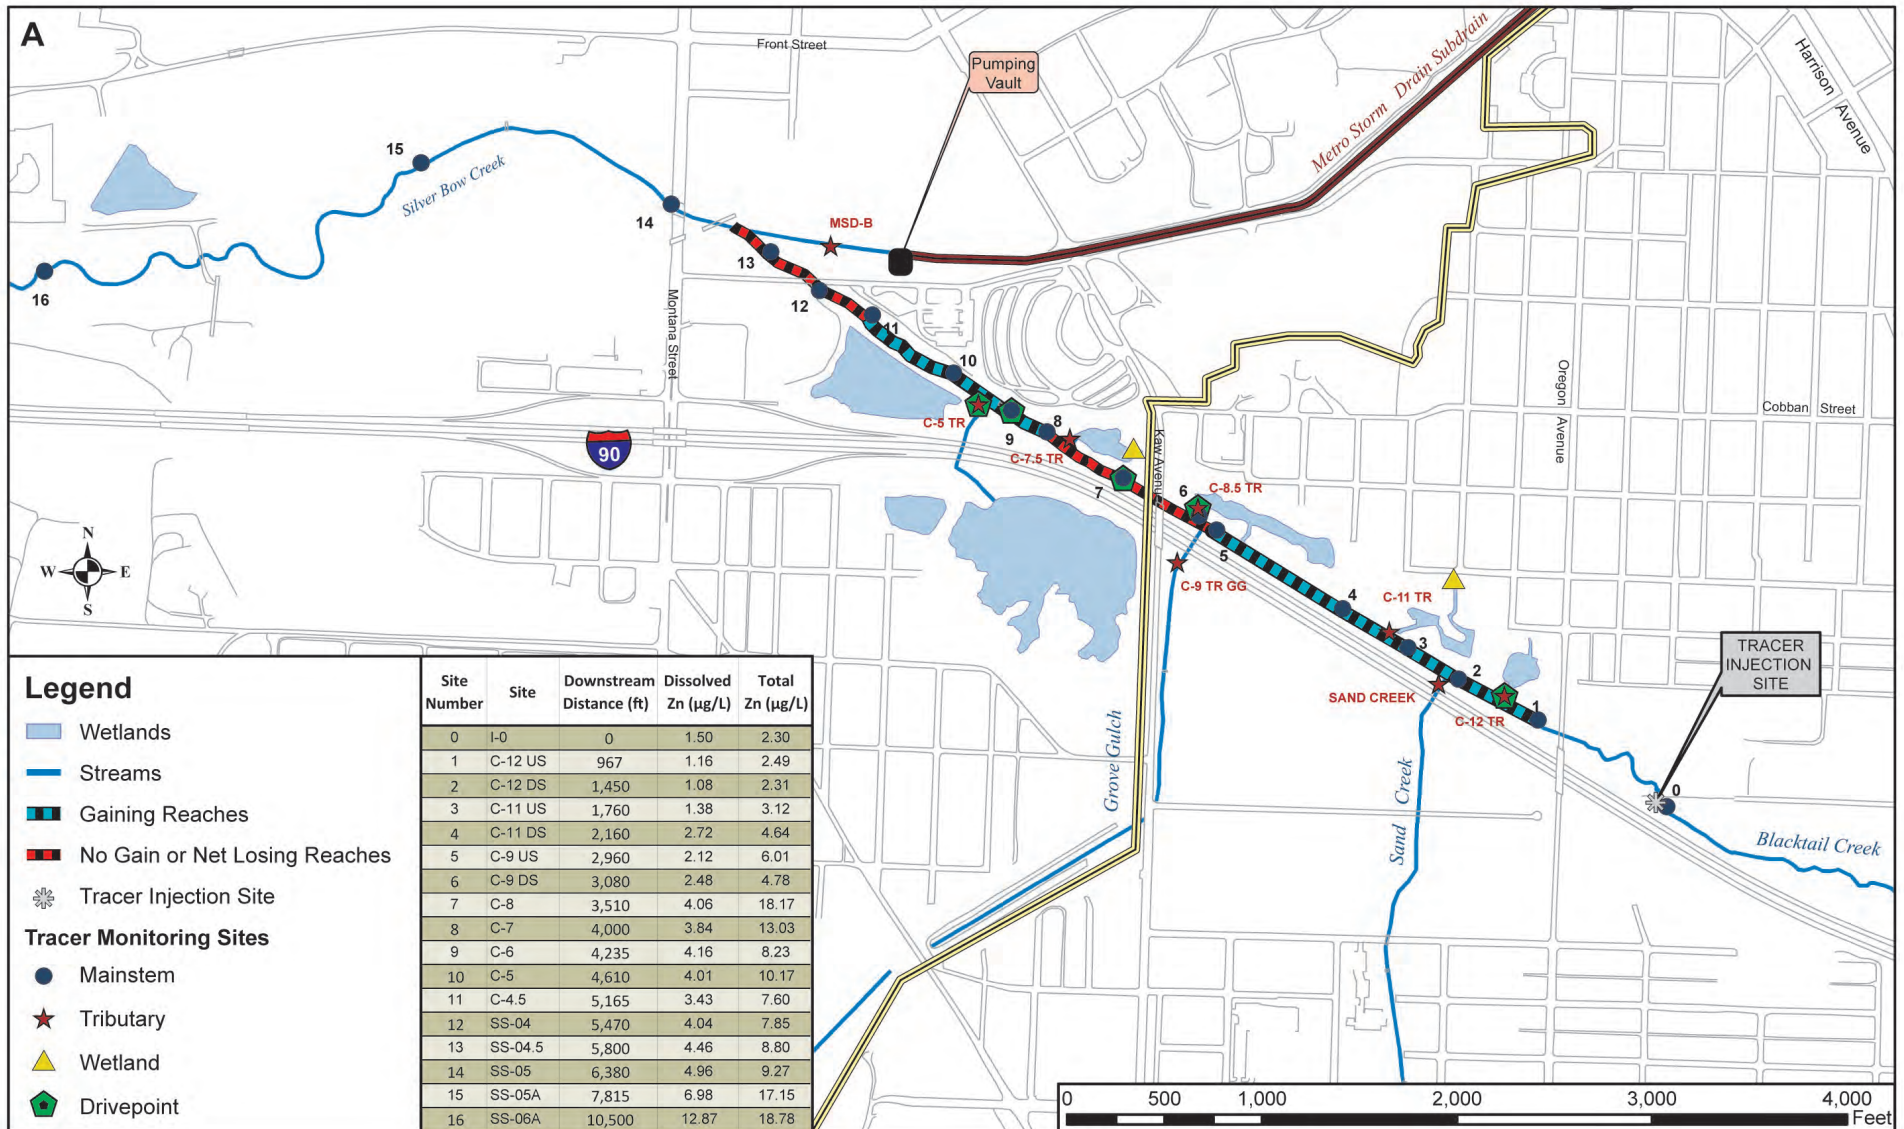 A
Front Street
Pumping
Vault
Metro Storm Drain Subdrain
Harrison Avenue
15
Silver Bow Creek
14
MSD-B
16
13
12
11
Montana Street
10
Oregon Avenue
Cobban Street
C-5 TR
9
8
C-7.5 TR
90
Kaw Avenue
7
6
C-8.5 TR
5
C-9 TR GG
N
W
E
S
4
C-11 TR
3
2
SAND CREEK
C-12 TR
1
TRACER
INJECTION
SITE
0
Blacktail Creek
Grove Gulch
Sand Creek
Legend
Wetlands
Streams
Gaining Reaches
No Gain or Net Losing Reaches
Tracer Injection Site
Tracer Monitoring Sites
Mainstem
Tributary
Wetland
Drivepoint
Site Number Site Downstream Distance (ft) Dissolved Zn (µg/L) Total Zn (µg/L)
0 I-0 0 1.50 2.30
1 C-12 US 967 1.16 2.49
2 C-12 DS 1,450 1.08 2.31
3 C-11 US 1,760 1.38 3.12
4 C-11 DS 2,160 2.72 4.64
5 C-9 US 2,960 2.12 6.01
6 C-9 DS 3,080 2.48 4.78
7 C-8 3,510 4.06 18.17
8 C-7 4,000 3.84 13.03
9 C-6 4,235 4.16 8.23
10 C-5 4,610 4.01 10.17
11 C-4.5 5,165 3.43 7.60
12 SS-04 5,470 4.04 7.85
13 SS-04.5 5,800 4.46 8.80
14 SS-05 6,380 4.96 9.27
15 SS-05A 7,815 6.98 17.15
16 SS-06A 10,500 12.87 18.78
0 500 1,000 2,000 3,000 4,000
Feet